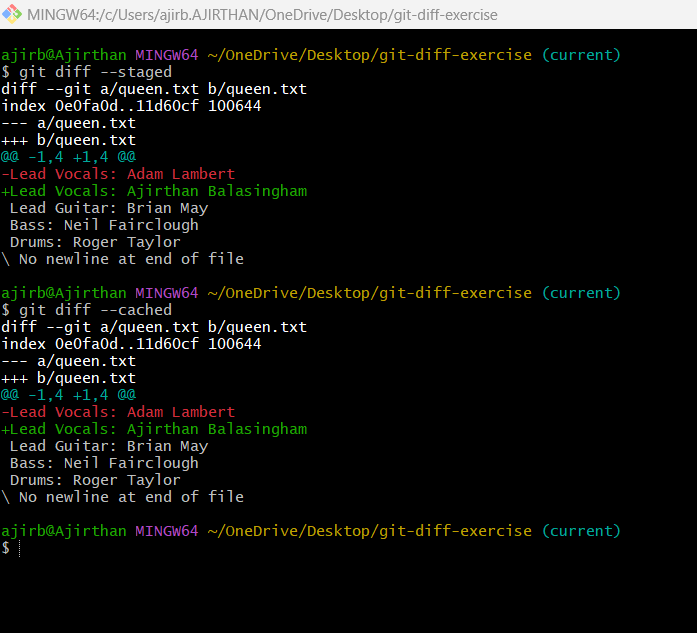 MINGW64:/c/Users/ajirb.AJIRTHAN/OneDrive/Desktop/git-diff-exercise
ajirb@Ajirthan MINGW64 ~/OneDrive/Desktop/git-diff-exercise (current)
$ git diff --staged
diff --git a/queen.txt b/queen.txt
index 0e0fa0d..11d60cf 100644
--- a/queen.txt
+++ b/queen.txt
@@ -1,4 +1,4 @@
-Lead Vocals: Adam Lambert
+Lead Vocals: Ajirthan Balasingham
 Lead Guitar: Brian May
 Bass: Neil Fairclough
 Drums: Roger Taylor
\ No newline at end of file
ajirb@Ajirthan MINGW64 ~/OneDrive/Desktop/git-diff-exercise (current)
$ git diff --cached
diff --git a/queen.txt b/queen.txt
index 0e0fa0d..11d60cf 100644
--- a/queen.txt
+++ b/queen.txt
@@ -1,4 +1,4 @@
-Lead Vocals: Adam Lambert
+Lead Vocals: Ajirthan Balasingham
 Lead Guitar: Brian May
 Bass: Neil Fairclough
 Drums: Roger Taylor
\ No newline at end of file
ajirb@Ajirthan MINGW64 ~/OneDrive/Desktop/git-diff-exercise (current)
$